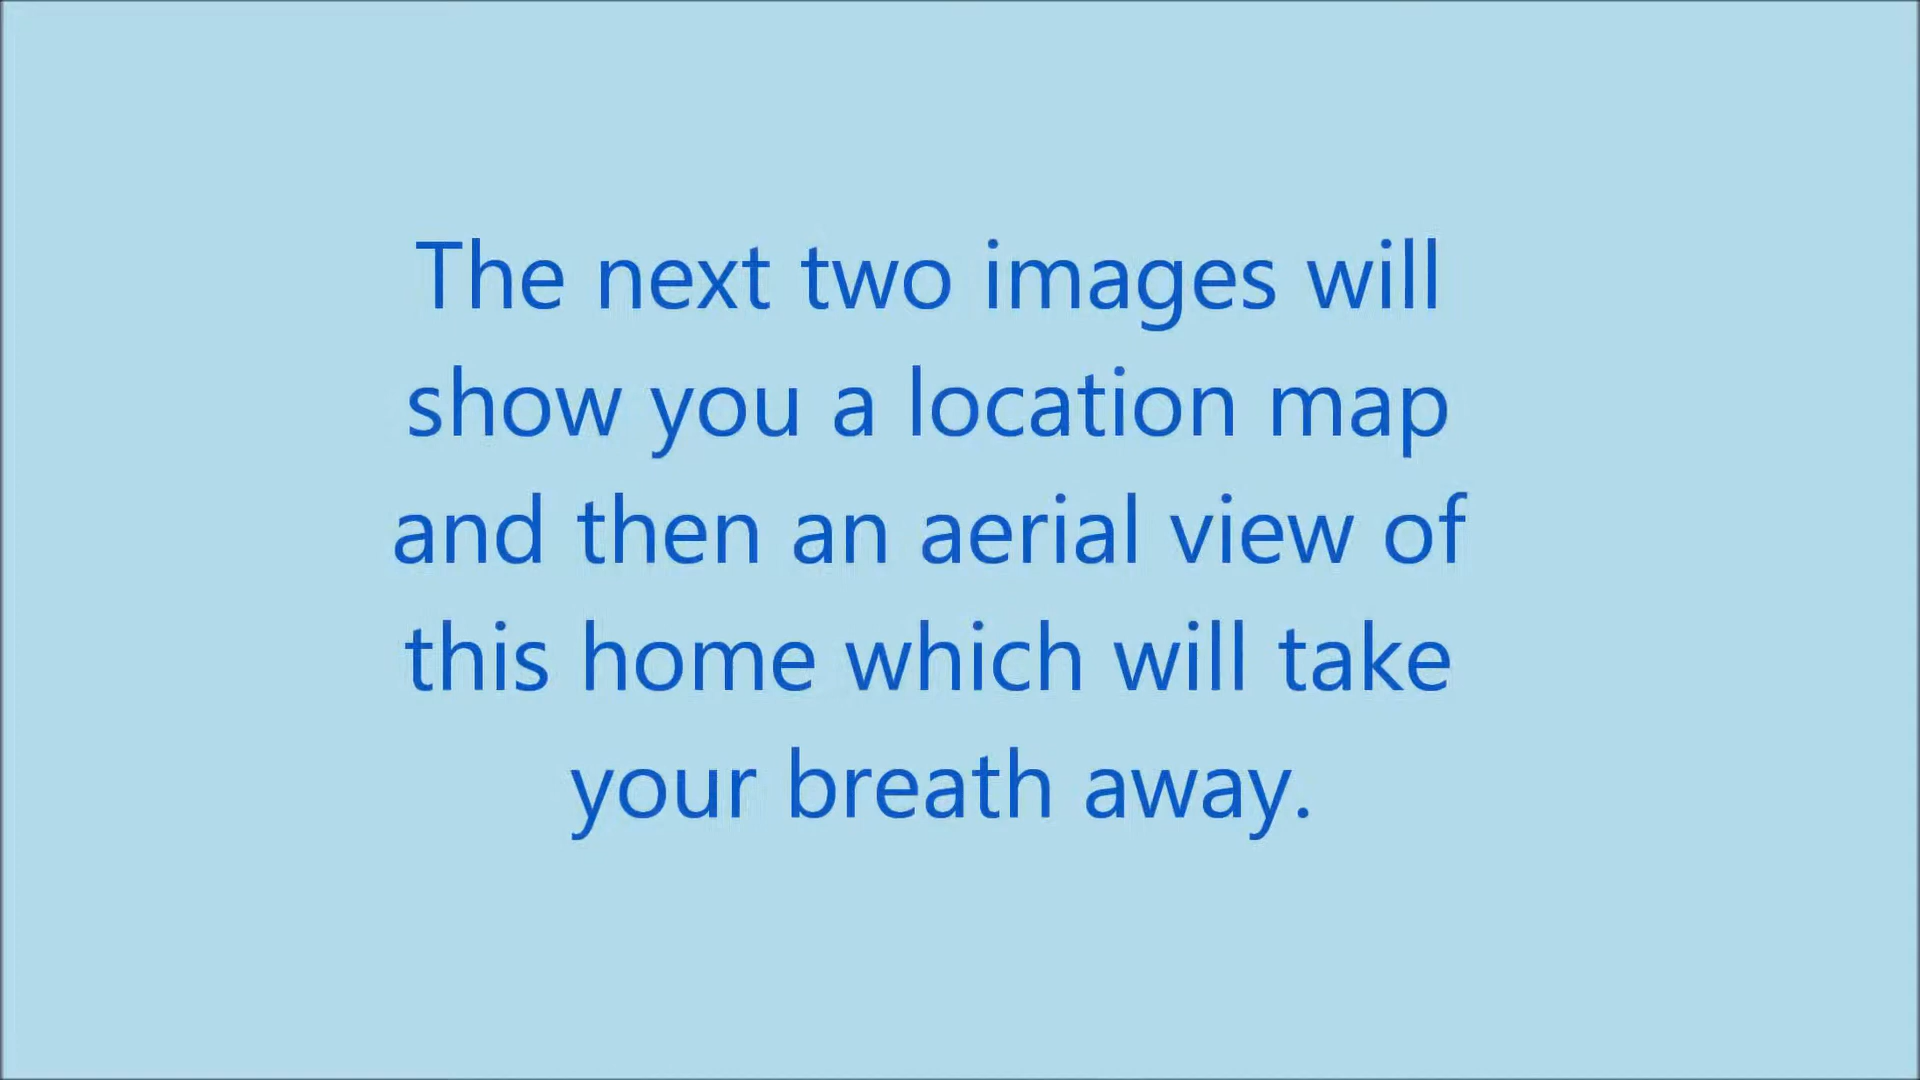 The next two images will
show you a location map
and then an aerial view of
this home which will take
your breath away.